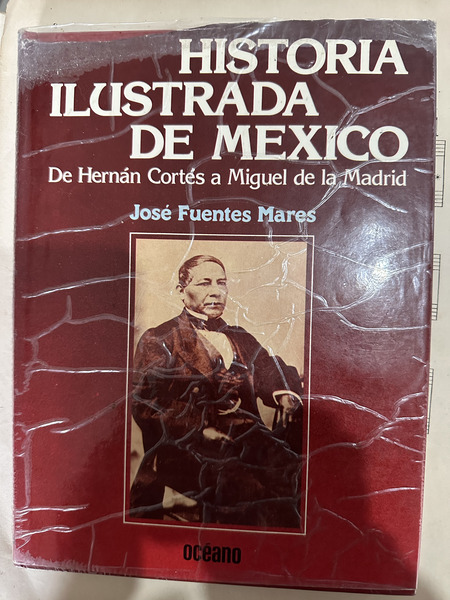 HISTORIA
ILUSTRADA
DE MEXICO
De Hernán Cortés a Miguel de la Madrid
José Fuentes Mares
océano